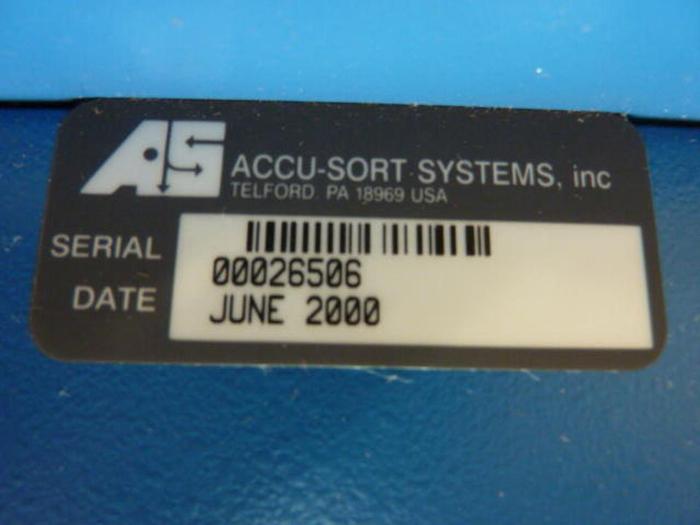 AS ACCU-SORT SYSTEMS, inc
TELFORD PA 18969 USA
SERIAL 00026506
DATE JUNE 2000